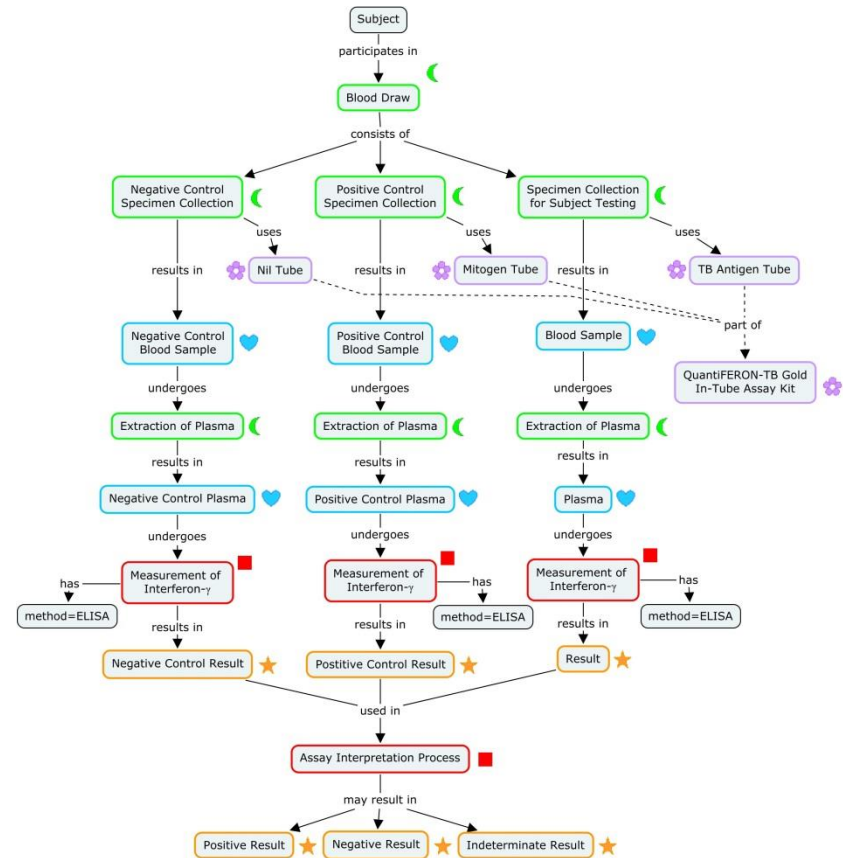 Subject
participates in
Blood Draw
consists of
Negative Control
Specimen Collection
Positive Control
Specimen Collection
Specimen Collection
for Subject Testing
uses
uses
uses
results in
Nil Tube
results in
Mitogen Tube
results in
TB Antigen Tube
part of
Negative Control
Blood Sample
Positive Control
Blood Sample
Blood Sample
QuantiFERON-TB Gold
In-Tube Assay Kit
undergoes
undergoes
undergoes
Extraction of Plasma
Extraction of Plasma
Extraction of Plasma
results in
results in
results in
Negative Control Plasma
Positive Control Plasma
Plasma
undergoes
undergoes
undergoes
has
Measurement of
Interferon-γ
Measurement of
Interferon-γ
has
Measurement of
Interferon-γ
has
method=ELISA
method=ELISA
method=ELISA
results in
results in
results in
Negative Control Result
Postitive Control Result
Result
used in
Assay Interpretation Process
may result in
Positive Result
Negative Result
Indeterminate Result